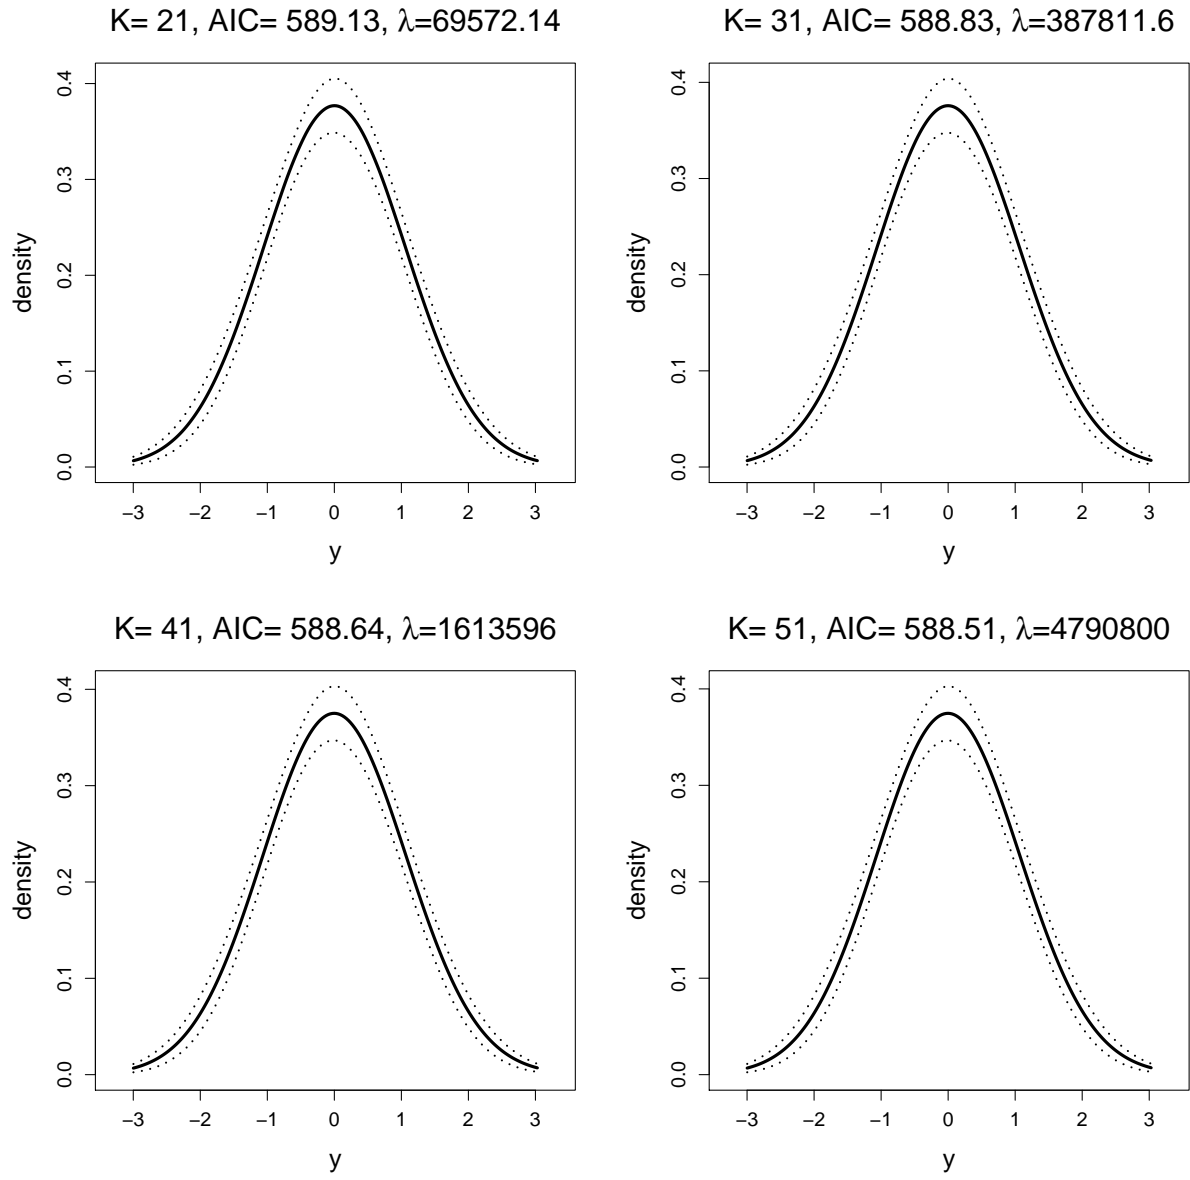 K= 21, AIC= 589.13, λ=69572.14
density
0.4
0.3
0.2
0.1
0.0
−3 −2 −1 0 1 2 3
y
K= 31, AIC= 588.83, λ=387811.6
density
0.4
0.3
0.2
0.1
0.0
−3 −2 −1 0 1 2 3
y
K= 41, AIC= 588.64, λ=1613596
density
0.4
0.3
0.2
0.1
0.0
−3 −2 −1 0 1 2 3
y
K= 51, AIC= 588.51, λ=4790800
density
0.4
0.3
0.2
0.1
0.0
−3 −2 −1 0 1 2 3
y